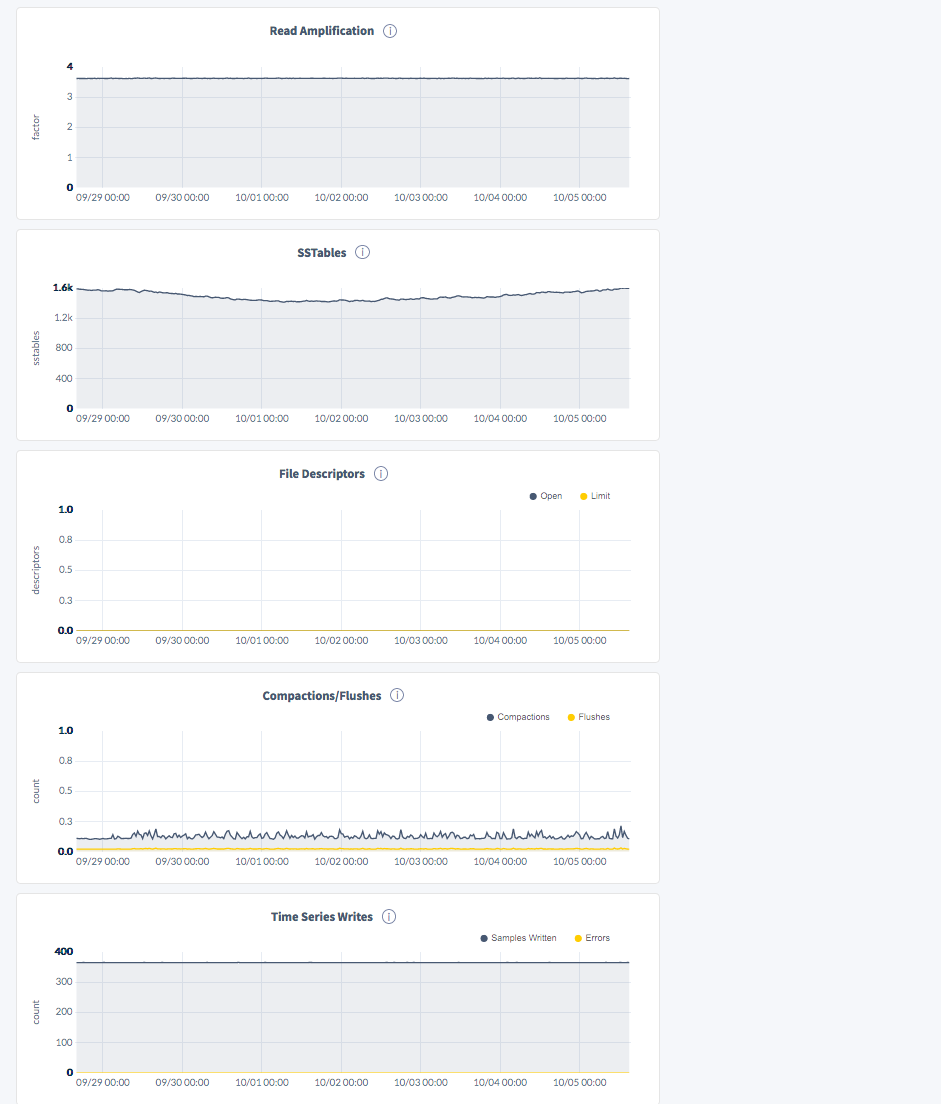 Read Amplification
4
3
2
1
0
factor
09/29 00:00 09/30 00:00 10/01 00:00 10/02 00:00 10/03 00:00 10/04 00:00 10/05 00:00
SSTables
1.6k
1.2k
800
400
0
sstables
09/29 00:00 09/30 00:00 10/01 00:00 10/02 00:00 10/03 00:00 10/04 00:00 10/05 00:00
File Descriptors
Open Limit
1.0
0.8
0.5
0.3
0.0
descriptors
09/29 00:00 09/30 00:00 10/01 00:00 10/02 00:00 10/03 00:00 10/04 00:00 10/05 00:00
Compactions/Flushes
Compactions Flushes
1.0
0.8
0.5
0.3
0.0
count
09/29 00:00 09/30 00:00 10/01 00:00 10/02 00:00 10/03 00:00 10/04 00:00 10/05 00:00
Time Series Writes
Samples Written Errors
400
300
200
100
0
count
09/29 00:00 09/30 00:00 10/01 00:00 10/02 00:00 10/03 00:00 10/04 00:00 10/05 00:00